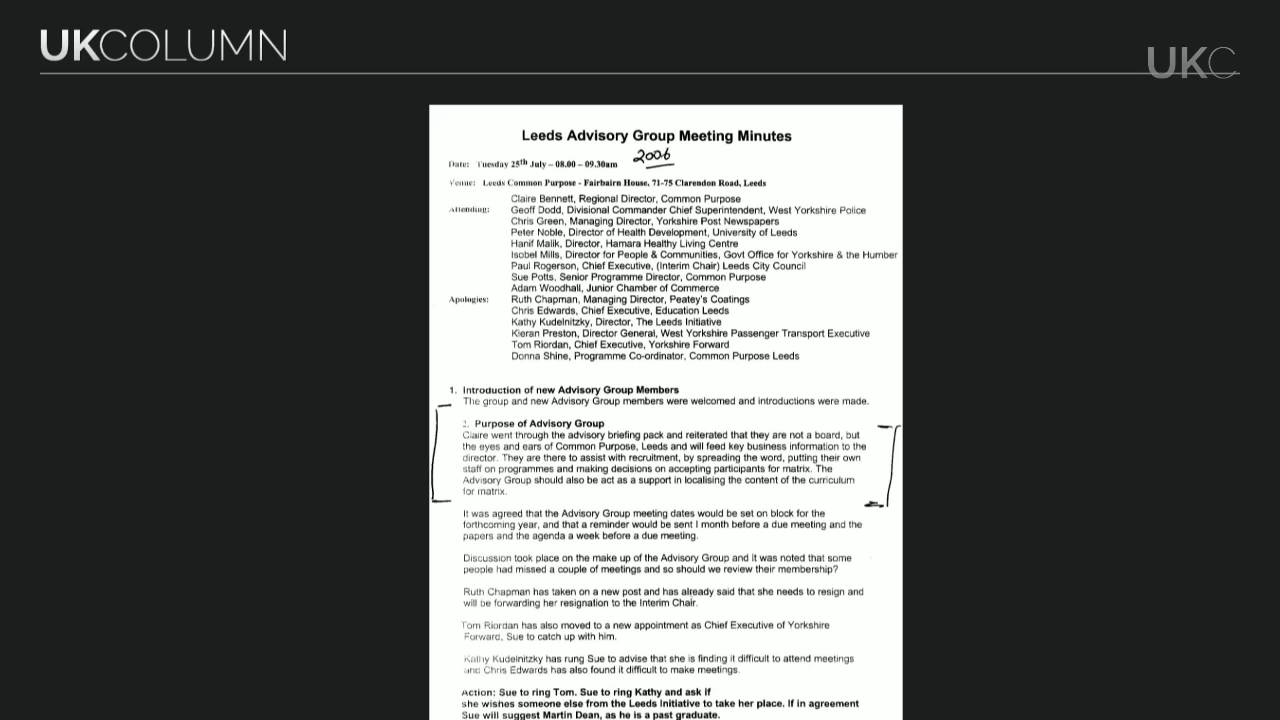 UKCOLUMN
UKC
Leeds Advisory Group Meeting Minutes
2006
Date: Tuesday 25th July – 08.00 – 09.30am
Venue: Leeds Common Purpose - Fairbairn House, 71-75 Clarendon Road, Leeds
Claire Bennett, Regional Director, Common Purpose
Attending: Geoff Dodd, Divisional Commander Chief Superintendent, West Yorkshire Police
Chris Green, Managing Director, Yorkshire Post Newspapers
Peter Noble, Director of Health Development, University of Leeds
Hanif Malik, Director, Hamara Healthy Living Centre
Isobel Mills, Director for People & Communities, Govt Office for Yorkshire & the Humber
Paul Rogerson, Chief Executive, (Interim Chair) Leeds City Council
Sue Potts, Senior Programme Director, Common Purpose
Adam Woodhall, Junior Chamber of Commerce
Apologies: Ruth Chapman, Managing Director, Peatey's Coatings
Chris Edwards, Chief Executive, Education Leeds
Kathy Kudelnitzky, Director, The Leeds Initiative
Kieran Preston, Director General, West Yorkshire Passenger Transport Executive
Tom Riordan, Chief Executive, Yorkshire Forward
Donna Shine, Programme Co-ordinator, Common Purpose Leeds
1. Introduction of new Advisory Group Members
The group and new Advisory Group members were welcomed and introductions were made.
2. Purpose of Advisory Group
Claire went through the advisory briefing pack and reiterated that they are not a board, but
the eyes and ears of Common Purpose, Leeds and will feed key business information to the
director. They are there to assist with recruitment, by spreading the word, putting their own
staff on programmes and making decisions on accepting participants for matrix. The
Advisory Group should also be act as a support in localising the content of the curriculum
for matrix.
It was agreed that the Advisory Group meeting dates would be set on block for the
forthcoming year, and that a reminder would be sent I month before a due meeting and the
papers and the agenda a week before a due meeting.
Discussion took place on the make up of the Advisory Group and it was noted that some
people had missed a couple of meetings and so should we review their membership?
Ruth Chapman has taken on a new post and has already said that she needs to resign and
will be forwarding her resignation to the Interim Chair.
Tom Riordan has also moved to a new appointment as Chief Executive of Yorkshire
Forward, Sue to catch up with him.
Kathy Kudelnitzky has rung Sue to advise that she is finding it difficult to attend meetings
and Chris Edwards has also found it difficult to make meetings.
Action: Sue to ring Tom. Sue to ring Kathy and ask if
she wishes someone else from the Leeds Initiative to take her place. If in agreement
Sue will suggest Martin Dean, as he is a past graduate.